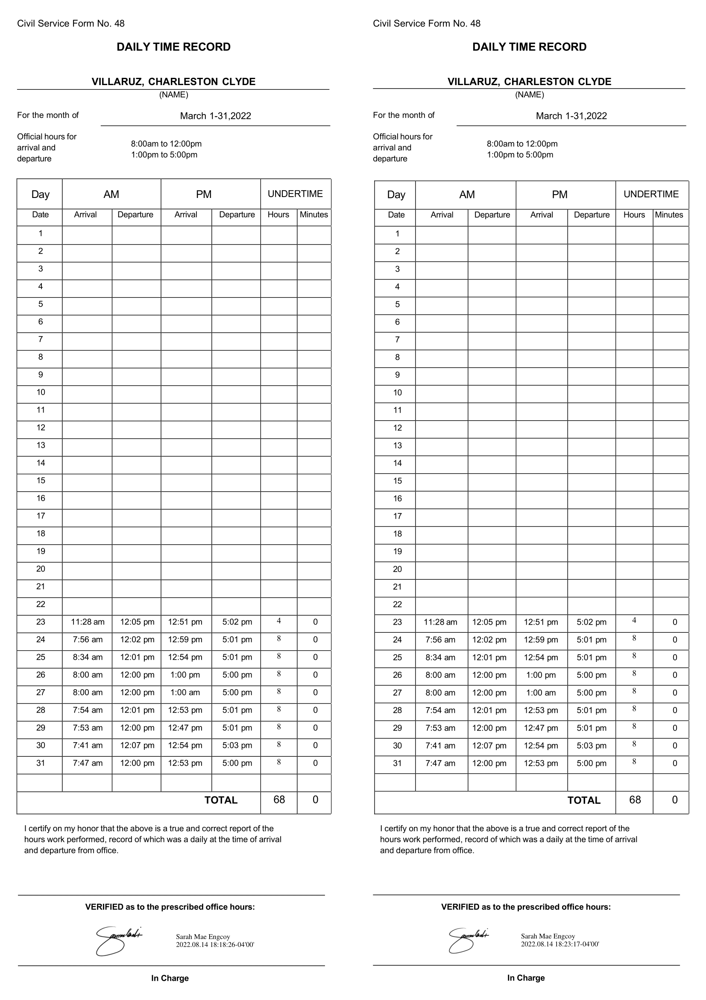 Civil Service Form No. 48
DAILY TIME RECORD
VILLARUZ, CHARLESTON CLYDE
(NAME)
For the month of March 1-31,2022
Official hours for
arrival and
departure
8:00am to 12:00pm
1:00pm to 5:00pm
Day AM PM UNDERTIME
Date Arrival Departure Arrival Departure Hours Minutes
1
2
3
4
5
6
7
8
9
10
11
12
13
14
15
16
17
18
19
20
21
22
23 11:28 am 12:05 pm 12:51 pm 5:02 pm 4 0
24 7:56 am 12:02 pm 12:59 pm 5:01 pm 8 0
25 8:34 am 12:01 pm 12:54 pm 5:01 pm 8 0
26 8:00 am 12:00 pm 1:00 pm 5:00 pm 8 0
27 8:00 am 12:00 pm 1:00 am 5:00 pm 8 0
28 7:54 am 12:01 pm 12:53 pm 5:01 pm 8 0
29 7:53 am 12:00 pm 12:47 pm 5:01 pm 8 0
30 7:41 am 12:07 pm 12:54 pm 5:03 pm 8 0
31 7:47 am 12:00 pm 12:53 pm 5:00 pm 8 0
TOTAL 68 0
I certify on my honor that the above is a true and correct report of the
hours work performed, record of which was a daily at the time of arrival
and departure from office.
VERIFIED as to the prescribed office hours:
Sarah Mae Engcoy
2022.08.14 18:18:26-04'00'
In Charge
Civil Service Form No. 48
DAILY TIME RECORD
VILLARUZ, CHARLESTON CLYDE
(NAME)
For the month of March 1-31,2022
Official hours for
arrival and
departure
8:00am to 12:00pm
1:00pm to 5:00pm
Day AM PM UNDERTIME
Date Arrival Departure Arrival Departure Hours Minutes
1
2
3
4
5
6
7
8
9
10
11
12
13
14
15
16
17
18
19
20
21
22
23 11:28 am 12:05 pm 12:51 pm 5:02 pm 4 0
24 7:56 am 12:02 pm 12:59 pm 5:01 pm 8 0
25 8:34 am 12:01 pm 12:54 pm 5:01 pm 8 0
26 8:00 am 12:00 pm 1:00 pm 5:00 pm 8 0
27 8:00 am 12:00 pm 1:00 am 5:00 pm 8 0
28 7:54 am 12:01 pm 12:53 pm 5:01 pm 8 0
29 7:53 am 12:00 pm 12:47 pm 5:01 pm 8 0
30 7:41 am 12:07 pm 12:54 pm 5:03 pm 8 0
31 7:47 am 12:00 pm 12:53 pm 5:00 pm 8 0
TOTAL 68 0
I certify on my honor that the above is a true and correct report of the
hours work performed, record of which was a daily at the time of arrival
and departure from office.
VERIFIED as to the prescribed office hours:
Sarah Mae Engcoy
2022.08.14 18:23:17-04'00'
In Charge